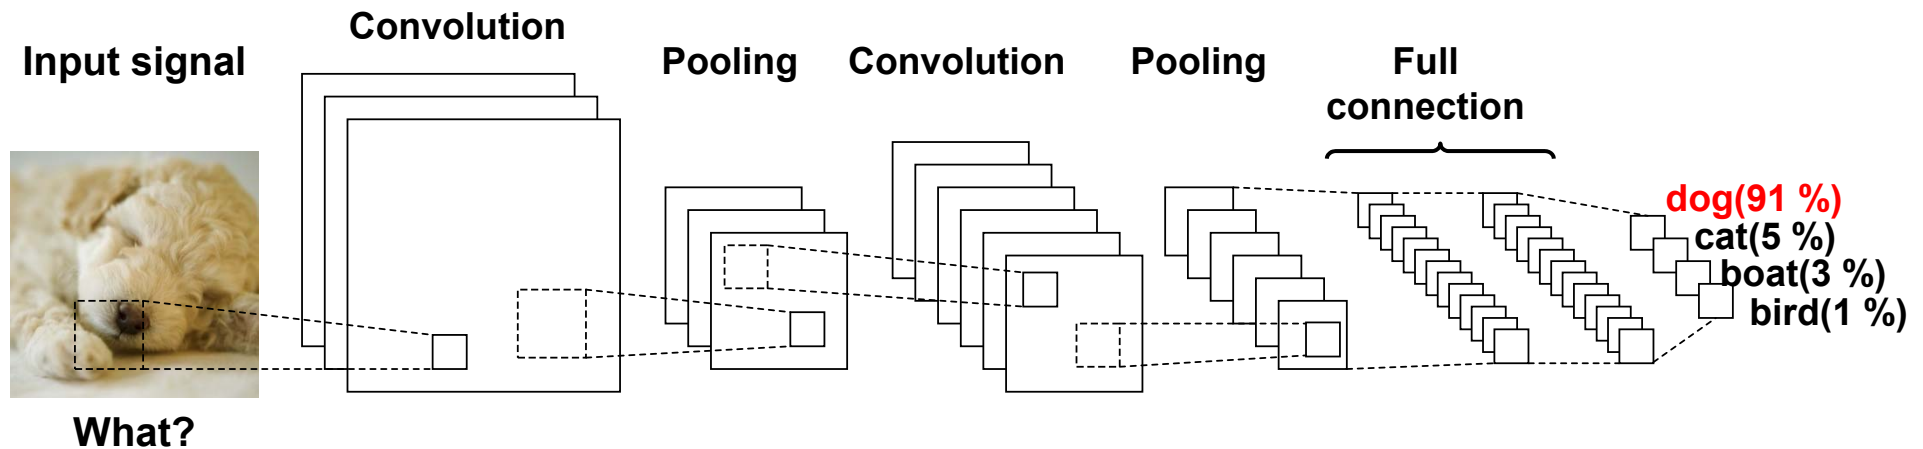 Input signal
Convolution
Pooling
Convolution
Pooling
Full
connection
dog(91 %)
cat(5 %)
boat(3 %)
bird(1 %)
What?